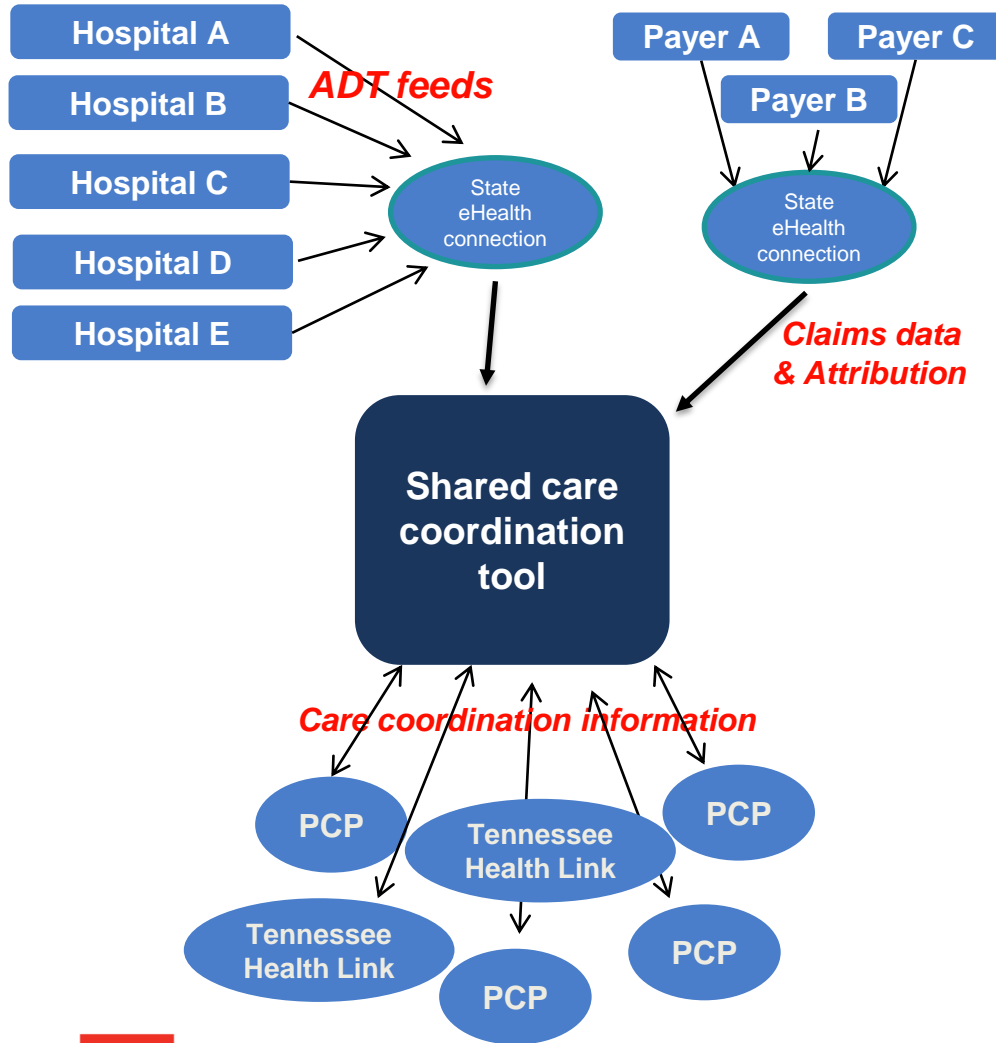 Hospital A
Hospital B
Hospital C
Hospital D
Hospital E
ADT feeds
State
eHealth
connection
Payer A
Payer C
Payer B
State
eHealth
connection
Claims data
& Attribution
Shared care
coordination
tool
Care coordination information
PCP
Tennessee
Health Link
PCP
Tennessee
Health Link
PCP
PCP